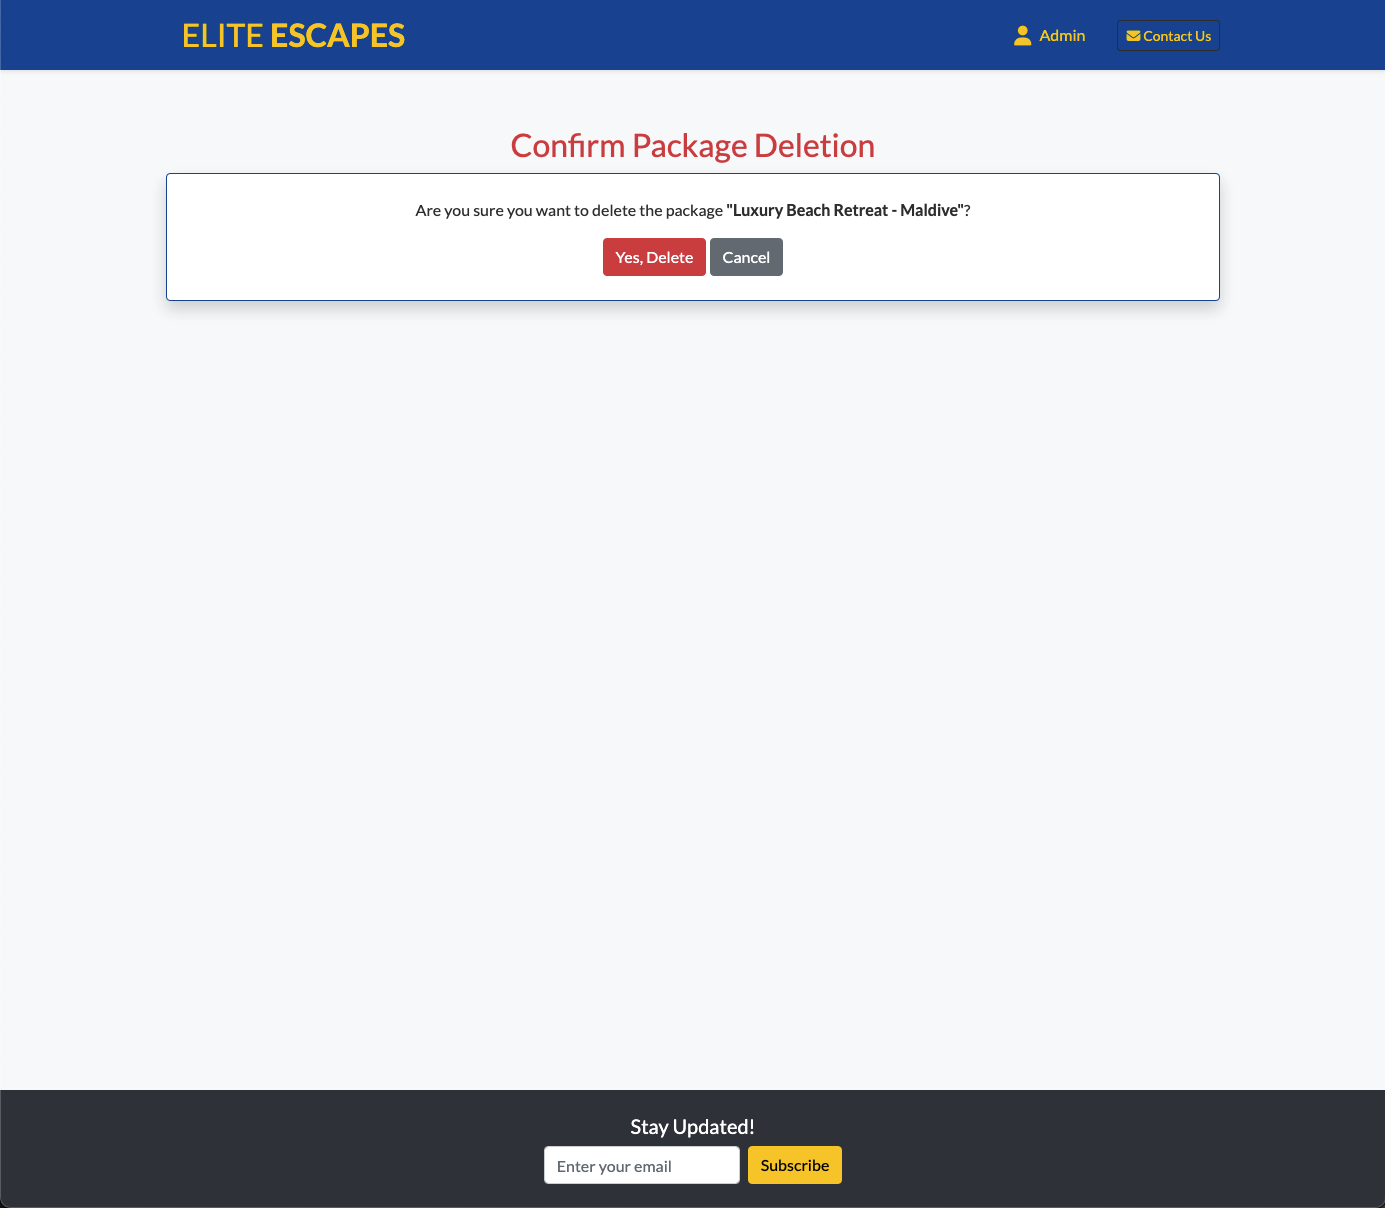 ELITE ESCAPES
Admin
Contact Us
Confirm Package Deletion
Are you sure you want to delete the package "Luxury Beach Retreat - Maldive"?
Yes, Delete
Cancel
Stay Updated!
Enter your email
Subscribe